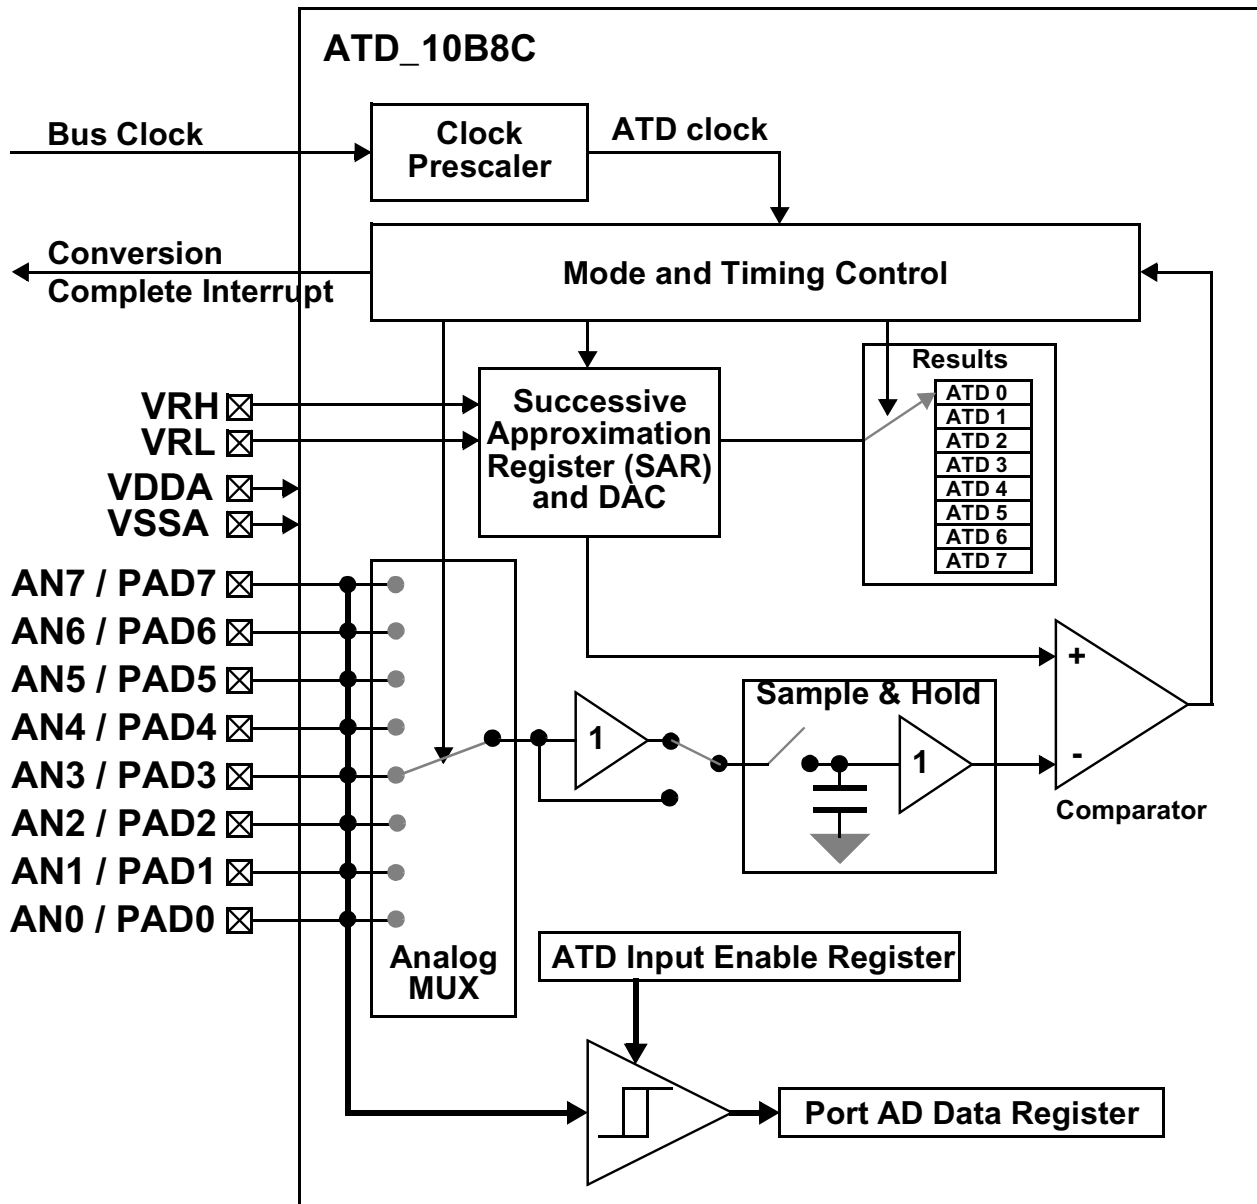 ATD_10B8C
Bus Clock
Clock
Prescaler
ATD clock
Conversion
Complete Interrupt
Mode and Timing Control
VRH
VRL
VDDA
VSSA
Successive
Approximation
Register (SAR)
and DAC
Results
ATD 0
ATD 1
ATD 2
ATD 3
ATD 4
ATD 5
ATD 6
ATD 7
AN7 / PAD7
AN6 / PAD6
AN5 / PAD5
AN4 / PAD4
AN3 / PAD3
AN2 / PAD2
AN1 / PAD1
AN0 / PAD0
Analog
MUX
1
Sample & Hold
1
+
-
Comparator
ATD Input Enable Register
Port AD Data Register